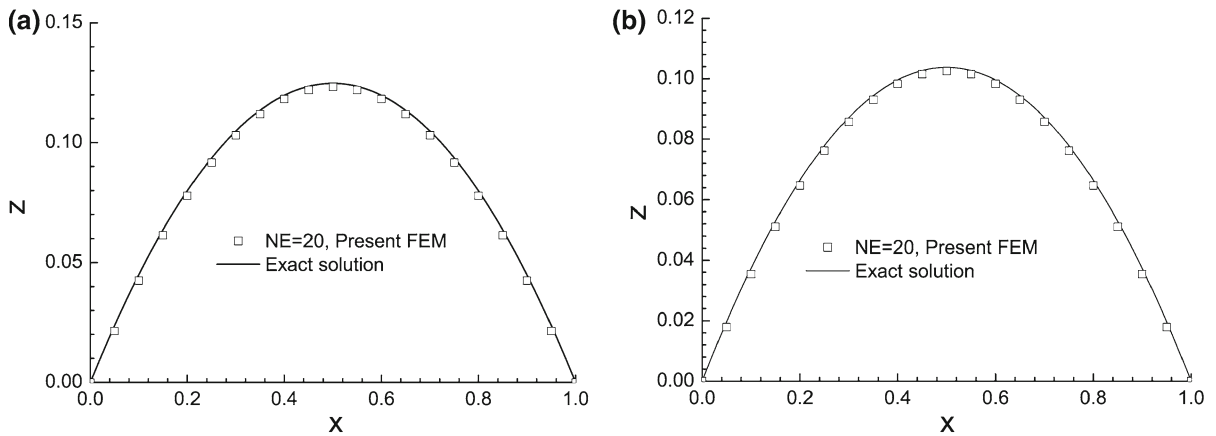 (a)
0.15
0.10
0.05
0.00
z
NE=20, Present FEM
Exact solution
0.0 0.2 0.4 0.6 0.8 1.0
x
(b)
0.12
0.10
0.08
0.06
0.04
0.02
0.00
z
NE=20, Present FEM
Exact solution
0.0 0.2 0.4 0.6 0.8 1.0
x